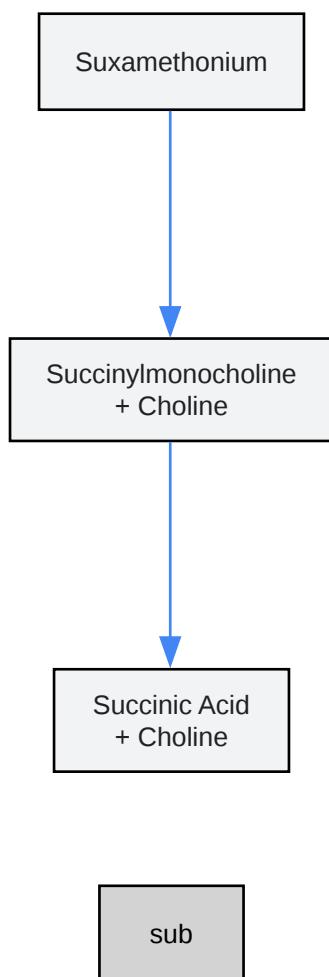 Suxamethonium
Succinylmonocholine
+ Choline
Succinic Acid
+ Choline
sub